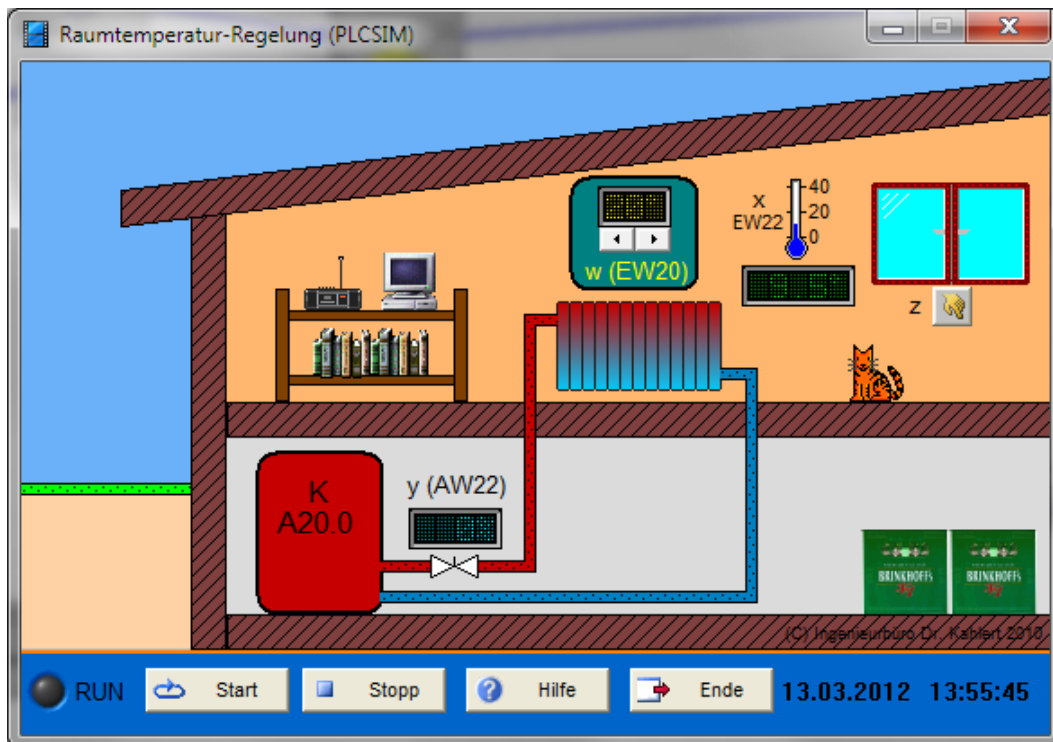 Raumtemperatur-Regelung (PLCSIM)
40
x
20
EW22
0
w (EW20)
z
K
A20.0
y (AW22)
BRINKHOFFs
BRINKHOFFs
(C) Ingenieurbüro Dr. Kahlert 2010
RUN
Start
Stopp
Hilfe
Ende
13.03.2012 13:55:45